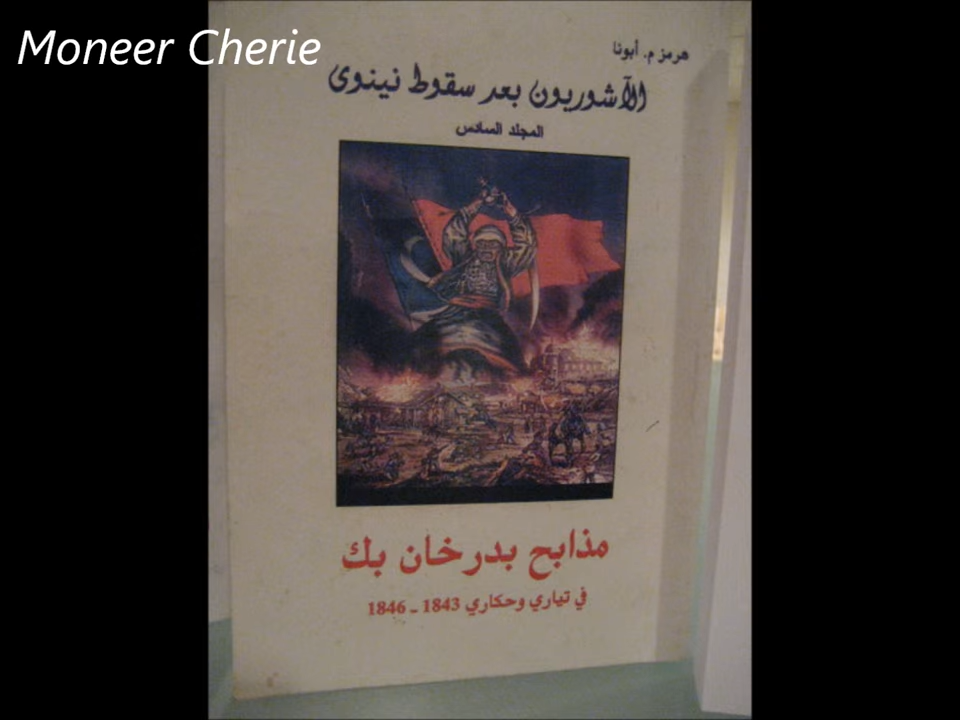 Moneer Cherie
هرمز م. أبونا
الآشوريون بعد سقوط نينوى
المجلد السادس
مذابح بدرخان بك
في تياري وحكاري 1843 - 1846